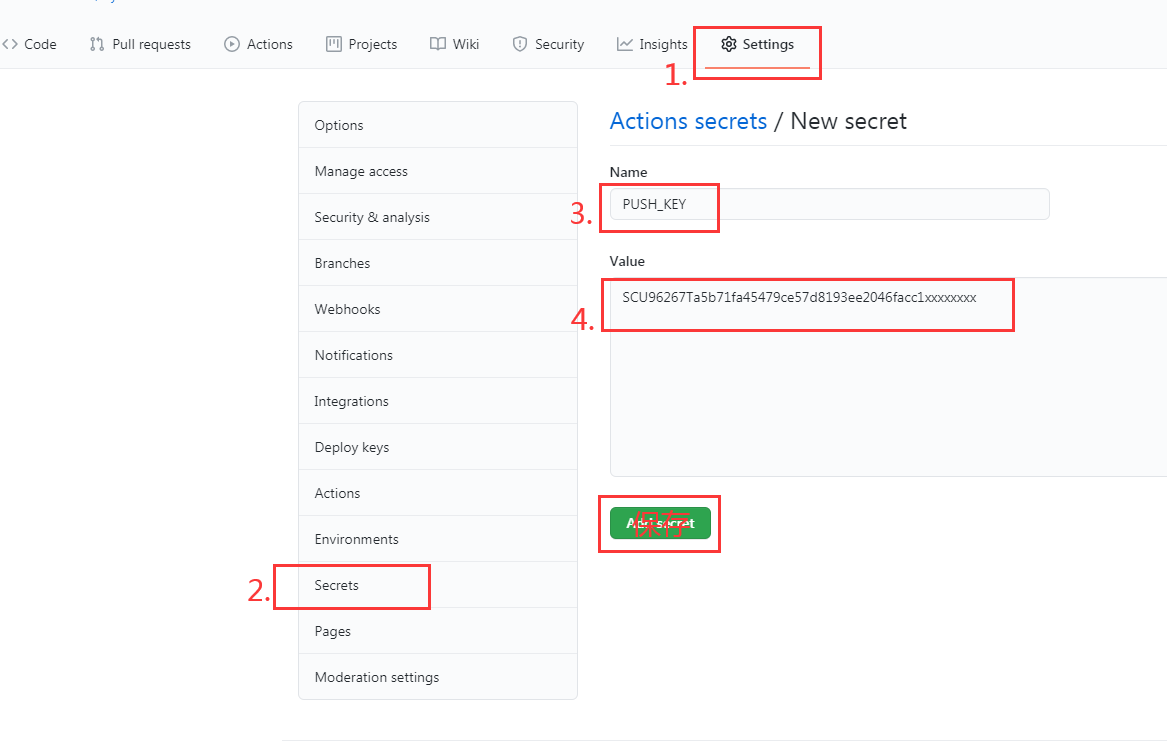 Code Pull requests Actions Projects Wiki Security Insights Settings
1.
Options
Manage access
Security & analysis
Branches
Webhooks
Notifications
Integrations
Deploy keys
Actions
Environments
2. Secrets
Pages
Moderation settings
Actions secrets / New secret
Name
3. PUSH_KEY
Value
4. SCU96267Ta5b71fa45479ce57d8193ee2046facc1xxxxxxxx
Add secret
保存